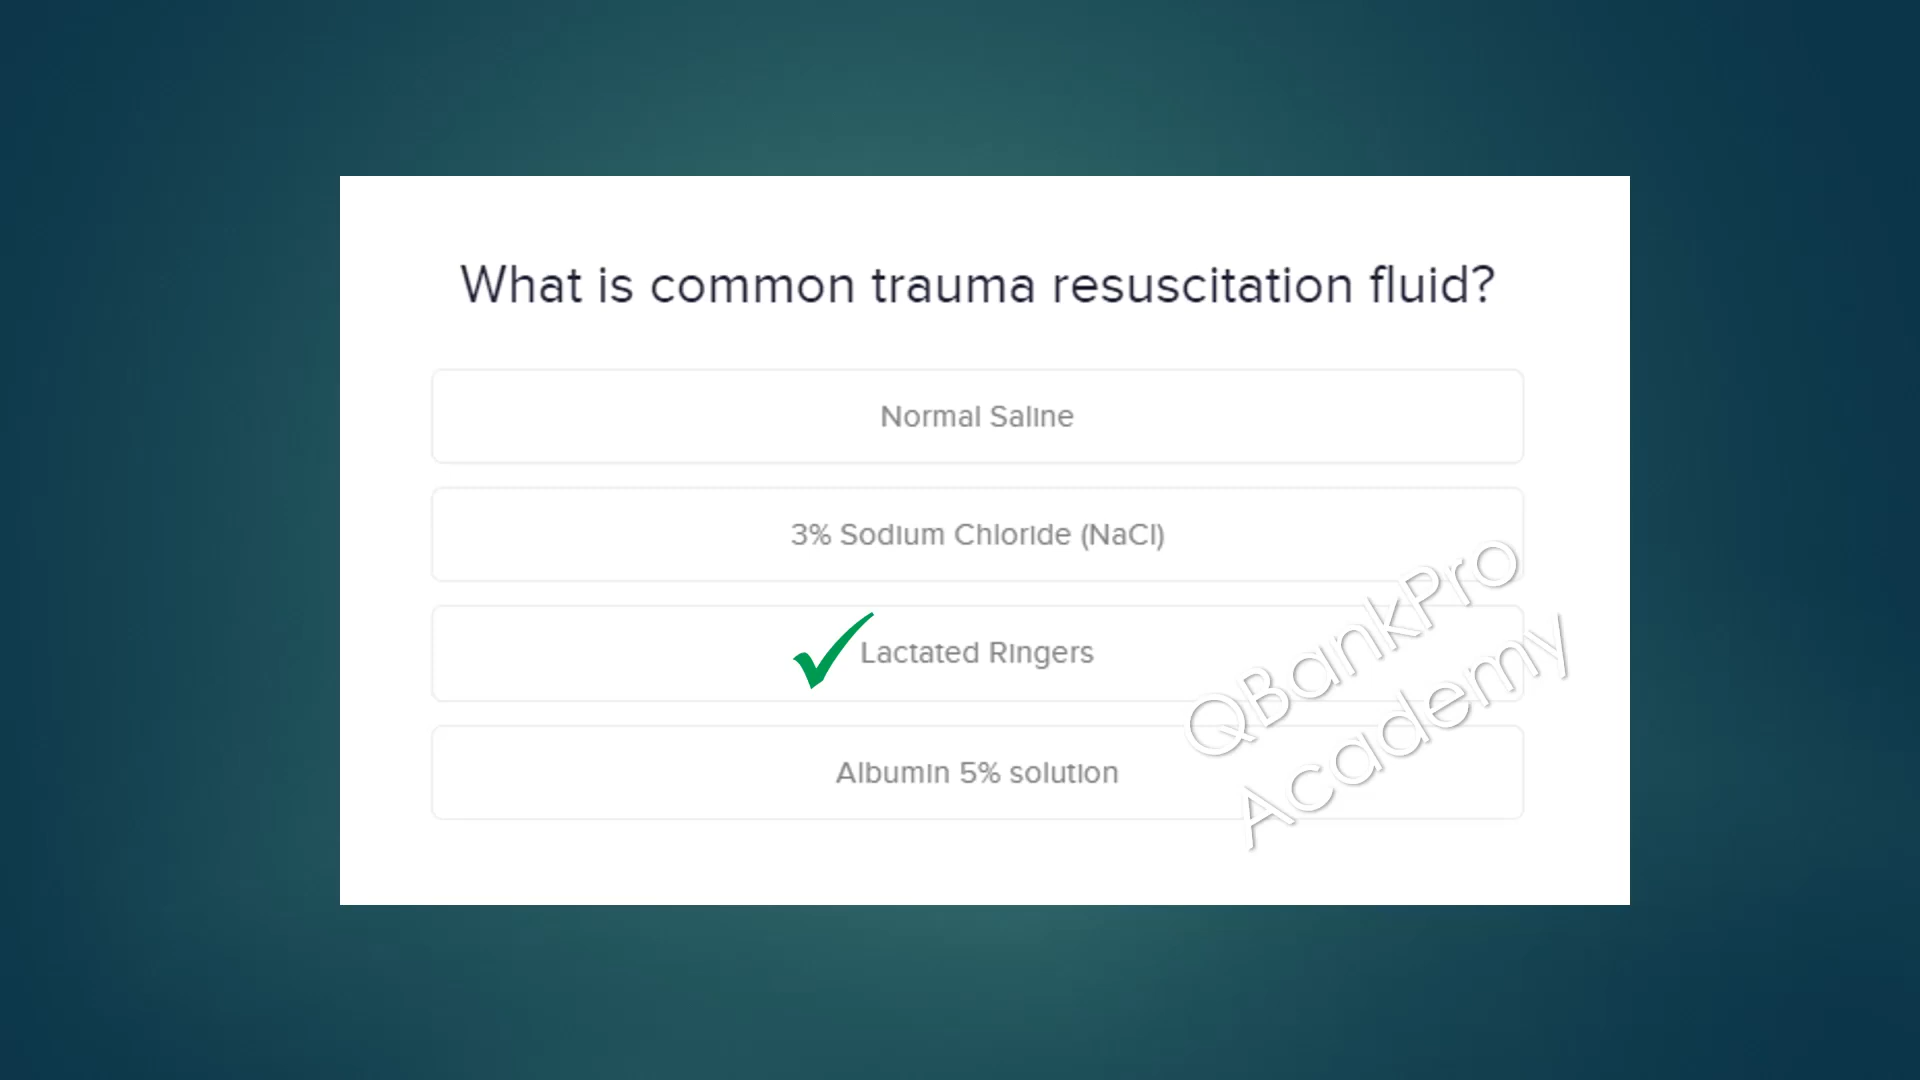 What is common trauma resuscitation fluid?
Normal Saline
3% Sodium Chloride (NaCl)
Lactated Ringers
Albumin 5% solution
QBankPro
Academy